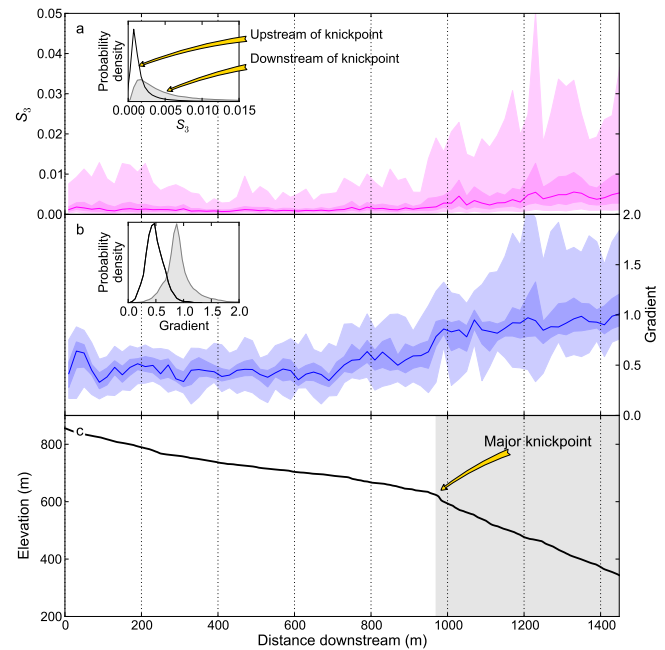 0.05
0.04
0.03
0.02
0.01
0.00
S3
a
Probability
density
0.000 0.005 0.010 0.015
S3
Upstream of knickpoint
Downstream of knickpoint
b
Probability
density
0.0 0.5 1.0 1.5 2.0
Gradient
2.0
1.5
1.0
0.5
0.0
Gradient
c
Major knickpoint
800
600
400
200
Elevation (m)
0 200 400 600 800 1000 1200 1400
Distance downstream (m)